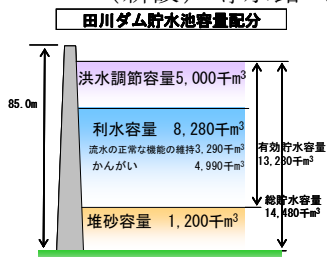 田川ダム貯水池容量配分
85.0m
洪水調節容量5,000千m³
利水容量 8,280千m³
流水の正常な機能の維持3,290千m³
かんがい 4,990千m³
有効貯水容量
13,280千m³
総貯水容量
14,480千m³
堆砂容量 1,200千m³